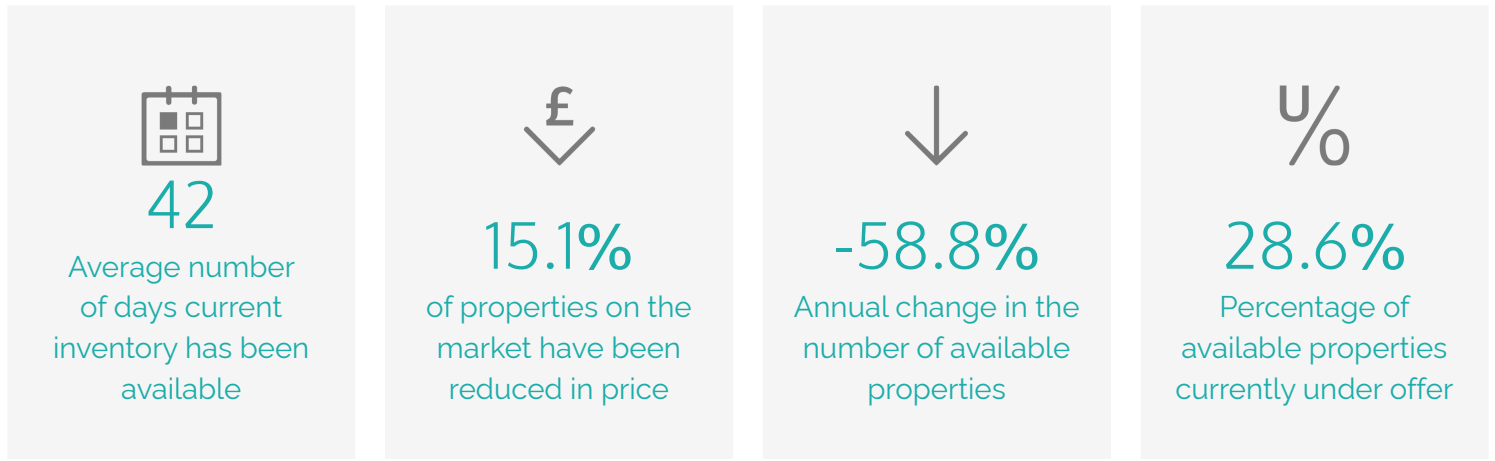 42
Average number
of days current
inventory has been
available
£
15.1%
of properties on the
market have been
reduced in price
-58.8%
Annual change in the
number of available
properties
U%
28.6%
Percentage of
available properties
currently under offer